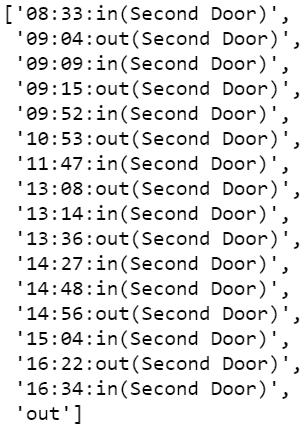 ['08:33:in(Second Door)',
'09:04:out(Second Door)',
'09:09:in(Second Door)',
'09:15:out(Second Door)',
'09:52:in(Second Door)',
'10:53:out(Second Door)',
'11:47:in(Second Door)',
'13:08:out(Second Door)',
'13:14:in(Second Door)',
'13:36:out(Second Door)',
'14:27:in(Second Door)',
'14:48:in(Second Door)',
'14:56:out(Second Door)',
'15:04:in(Second Door)',
'16:22:out(Second Door)',
'16:34:in(Second Door)',
'out']